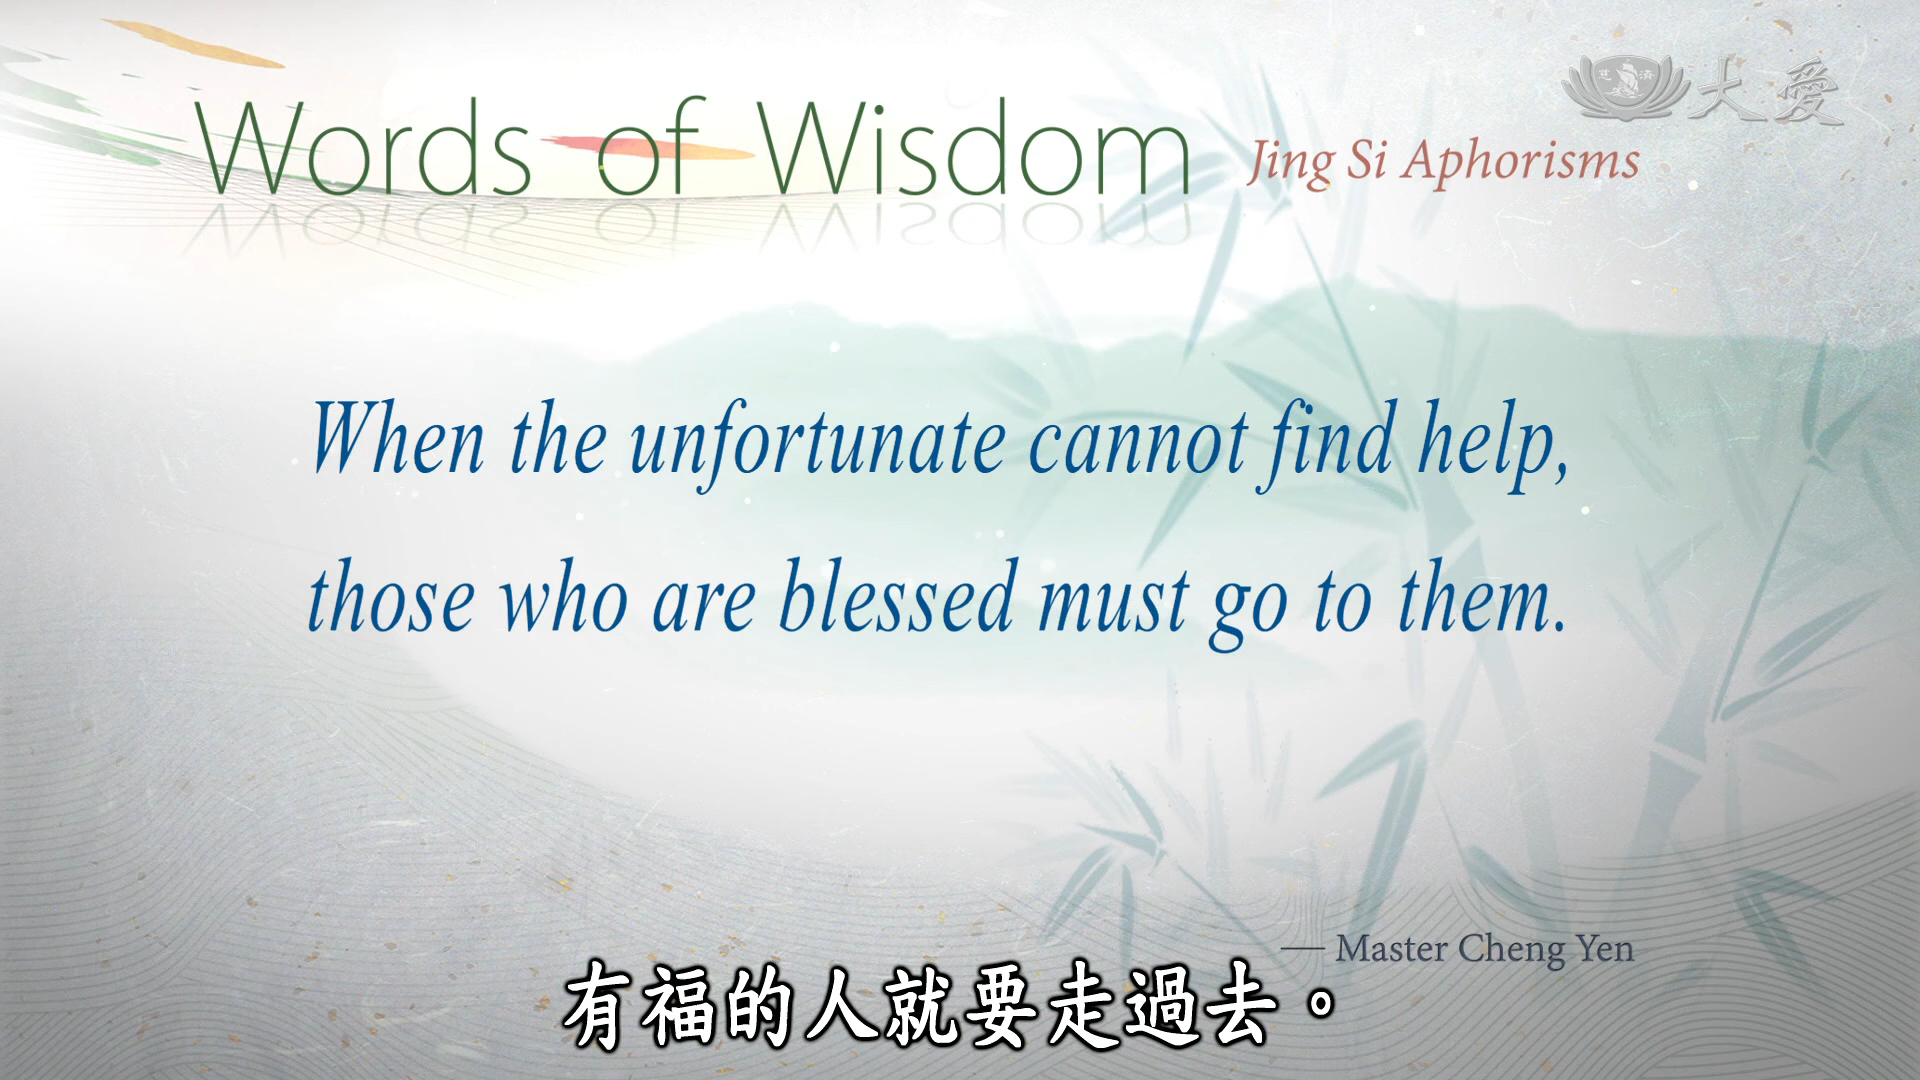 大愛
Words of Wisdom
Jing Si Aphorisms
When the unfortunate cannot find help,
those who are blessed must go to them.
— Master Cheng Yen
有福的人就要走過去。